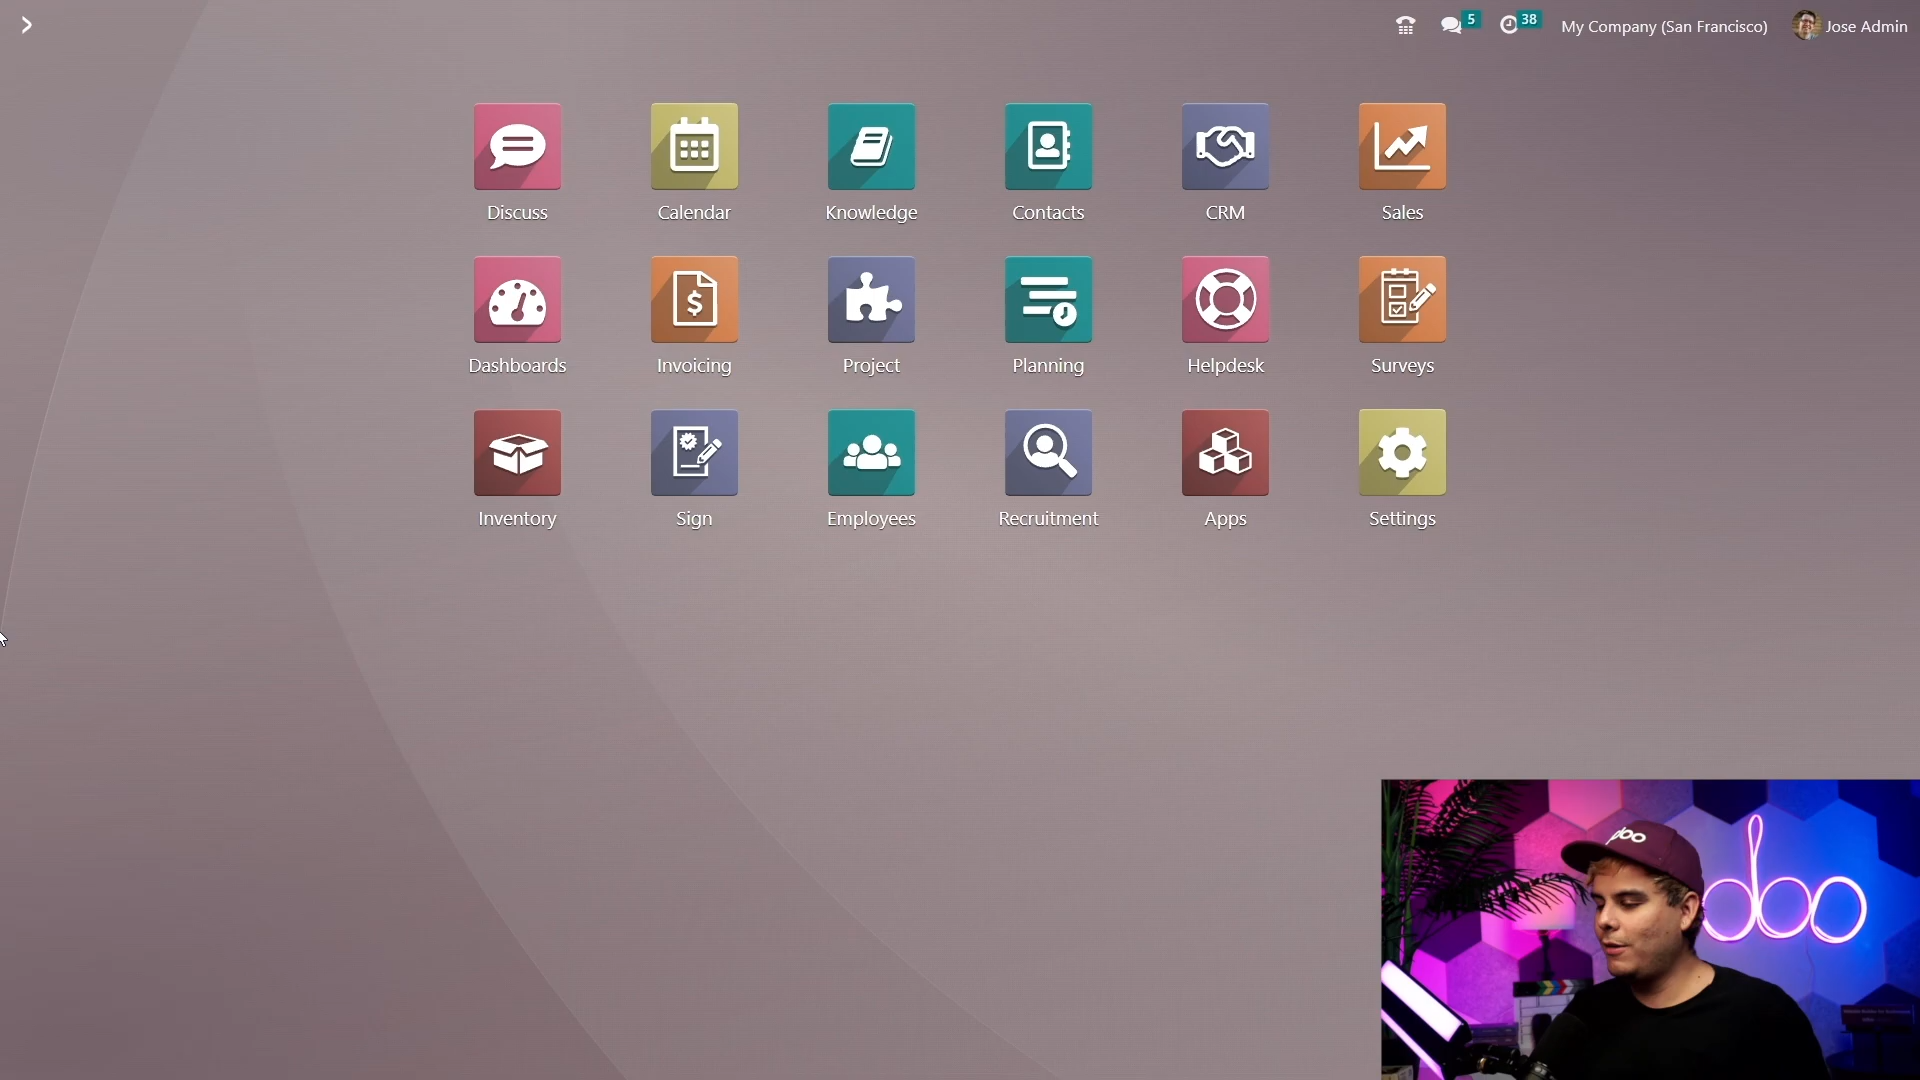 5
38
My Company (San Francisco)
Jose Admin
Discuss
Calendar
Knowledge
Contacts
CRM
Sales
Dashboards
Invoicing
Project
Planning
Helpdesk
Surveys
Inventory
Sign
Employees
Recruitment
Apps
Settings